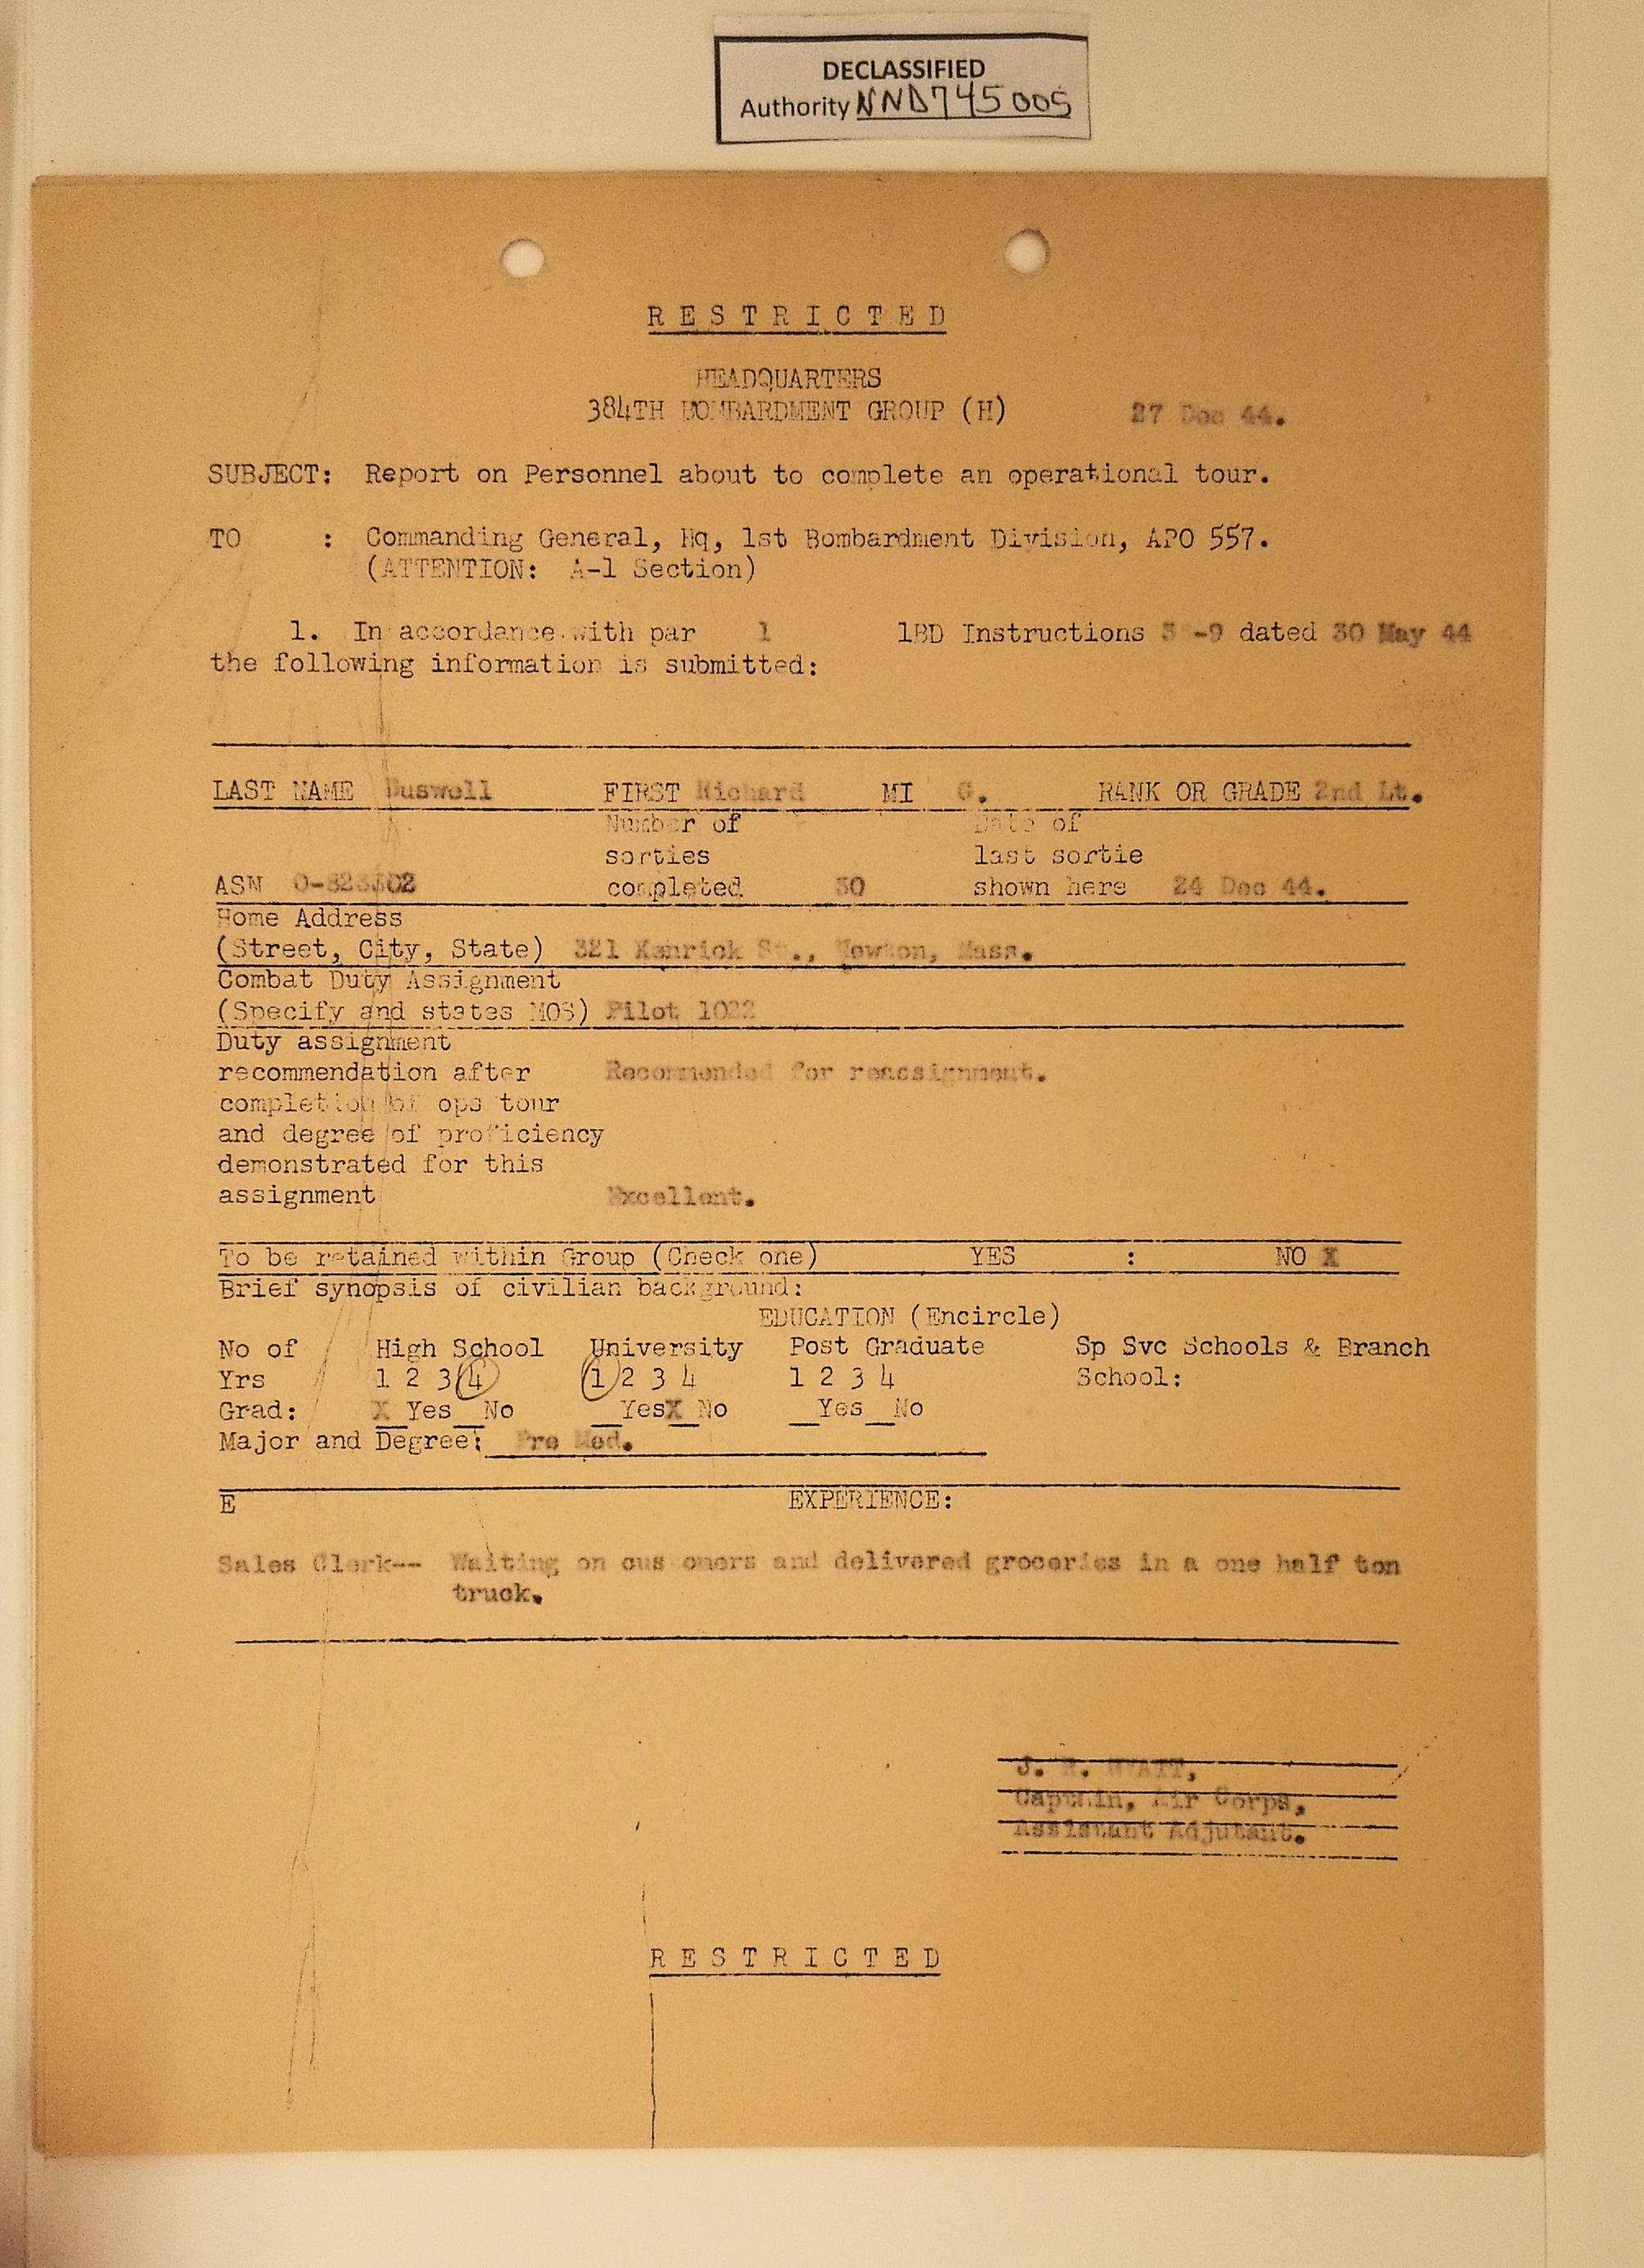 DECLASSIFIED
Authority NND745005
RESTRICTED
HEADQUARTERS
384TH BOMBARDMENT GROUP (H) 27 Dec 44.
SUBJECT: Report on Personnel about to complete an operational tour.
TO : Commanding General, Hq, 1st Bombardment Division, APO 557.
(ATTENTION: A-1 Section)
1. In accordance with par 1 1BD Instructions dated 30 May 44
the following information is submitted:
LAST NAME Buswell FIRST Richard MI G. RANK OR GRADE 2nd Lt.
Number of Date of
sorties last sortie
ASN completed 30 shown here 24 Dec 44.
Home Address
(Street, City, State) 321 Kenrick St., Newton, Mass.
Combat Duty Assignment
(Specify and states MOS) Pilot 1022
Duty assignment
recommendation after Recommended for reassignment.
completion of ops tour
and degree of proficiency
demonstrated for this
assignment Excellent.
To be retained within Group (Check one) YES : NO X
Brief synopsis of civilian background:
EDUCATION (Encircle)
No of High School University Post Graduate Sp Svc Schools & Branch
Yrs 1 2 3 4 1 2 3 4 1 2 3 4 School:
Grad: X Yes __No __YesX No __Yes__No
Major and Degree: Pre Med.
E EXPERIENCE:
Sales Clerk-- Waiting on customers and delivered groceries in a one half ton
truck.
J. WYATT,
Captain, Air Corps,
Assistant Adjutant.
RESTRICTED